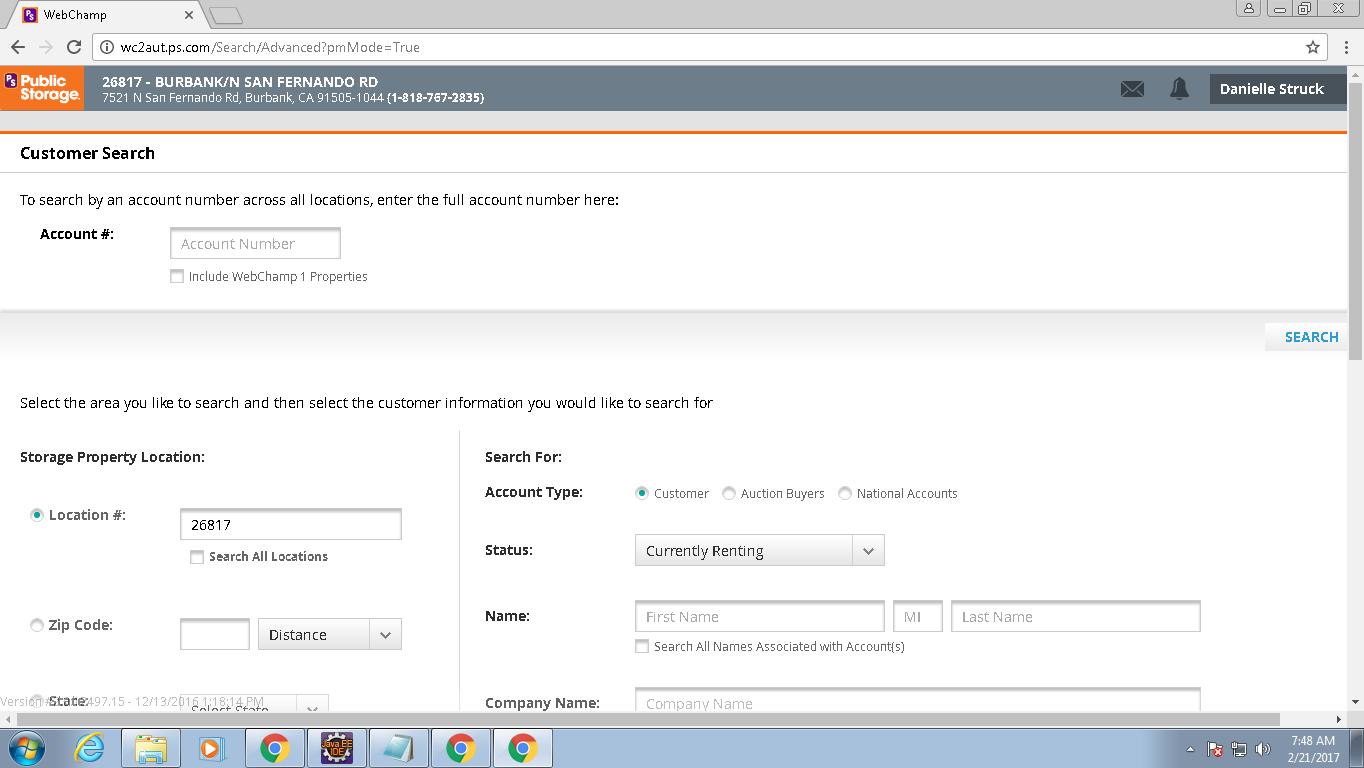 WebChamp
wc2aut.ps.com/Search/Advanced?pmMode=True
PS Public Storage.
26817 - BURBANK/N SAN FERNANDO RD
7521 N San Fernando Rd, Burbank, CA 91505-1044 (1-818-767-2835)
Danielle Struck
Customer Search
To search by an account number across all locations, enter the full account number here:
Account #:
Account Number
Include WebChamp 1 Properties
SEARCH
Select the area you like to search and then select the customer information you would like to search for
Storage Property Location:
Location #:
26817
Search All Locations
Zip Code:
Distance
State:
Select State
Search For:
Account Type:
Customer
Auction Buyers
National Accounts
Status:
Currently Renting
Name:
First Name
MI
Last Name
Search All Names Associated with Account(s)
Company Name:
Company Name
Version 497.15 - 12/13/2016 1:18:14 PM
Java EE
IDE
7:48 AM
2/21/2017